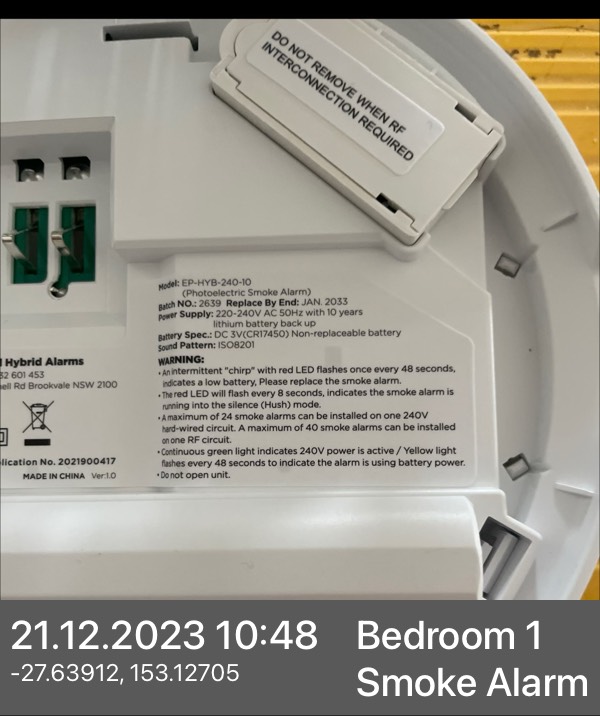 DO NOT REMOVE WHEN RF
INTERCONNECTION REQUIRED
Model: EP-HYB-240-10
(Photoelectric Smoke Alarm)
Batch NO.: 2639 Replace By End: JAN. 2033
Power Supply: 220-240V AC 50Hz with 10 years
lithium battery back up
Battery Spec.: DC 3V(CR17450) Non-replaceable battery
Sound Pattern: ISO8201
WARNING:
• An intermittent "chirp" with red LED flashes once every 48 seconds,
indicates a low battery, Please replace the smoke alarm.
• The red LED will flash every 8 seconds, indicates the smoke alarm is
running into the silence (Hush) mode.
• A maximum of 24 smoke alarms can be installed on one 240V
hard-wired circuit. A maximum of 40 smoke alarms can be installed
on one RF circuit.
• Continuous green light indicates 240V power is active / Yellow light
flashes every 48 seconds to indicate the alarm is using battery power.
• Do not open unit.
Hybrid Alarms
32 601 453
ell Rd Brookvale NSW 2100
lication No. 2021900417
MADE IN CHINA Ver:1.0
21.12.2023 10:48
-27.63912, 153.12705
Bedroom 1
Smoke Alarm